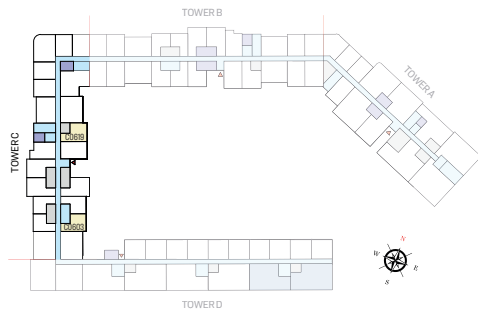 TOWER B
TOWER A
TOWER C
C0619
C0603
N
W
E
S
TOWER D